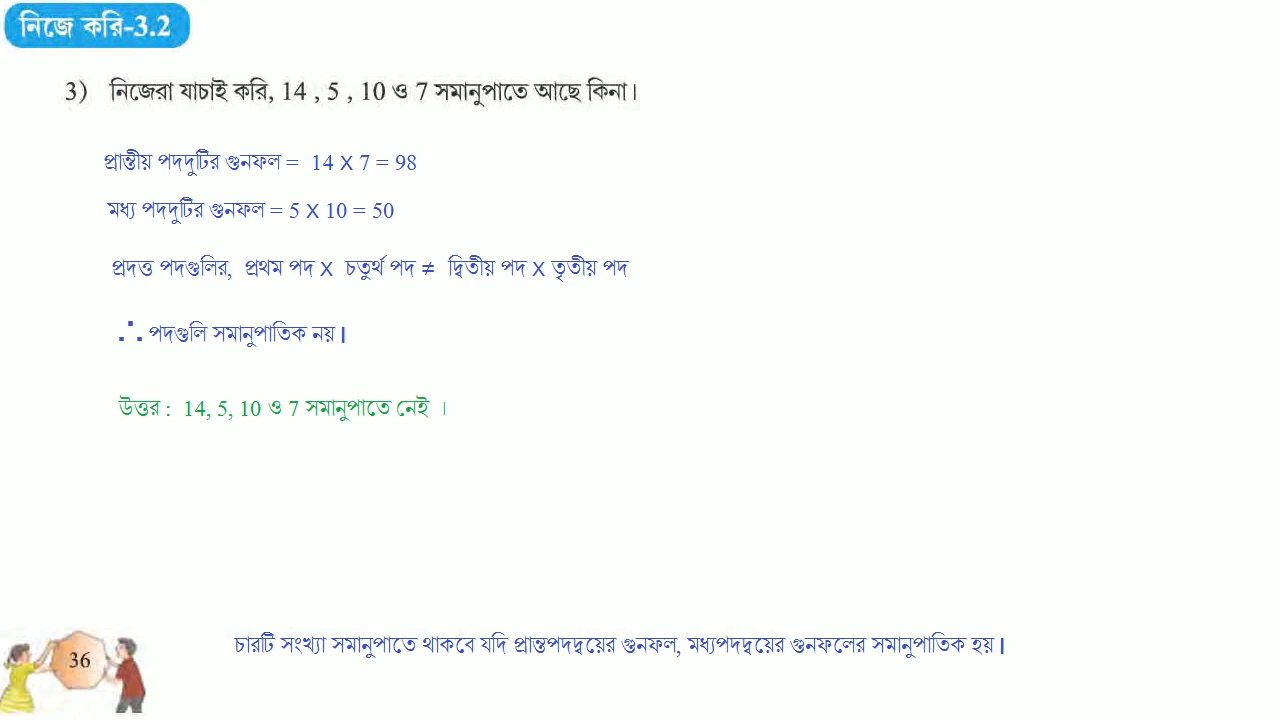 নিজে করি-3.2
3) নিজেরা যাচাই করি, 14 , 5 , 10 ও 7 সমানুপাতে আছে কিনা।
প্রান্তীয় পদদুটির গুনফল = 14 X 7 = 98
মধ্য পদদুটির গুনফল = 5 X 10 = 50
প্রদত্ত পদগুলির, প্রথম পদ X চতুর্থ পদ ≠ দ্বিতীয় পদ X তৃতীয় পদ
∴ পদগুলি সমানুপাতিক নয় ।
উত্তর : 14, 5, 10 ও 7 সমানুপাতে নেই ।
36
চারটি সংখ্যা সমানুপাতে থাকবে যদি প্রান্তপদদ্বয়ের গুনফল, মধ্যপদদ্বয়ের গুনফলের সমানুপাতিক হয় ।